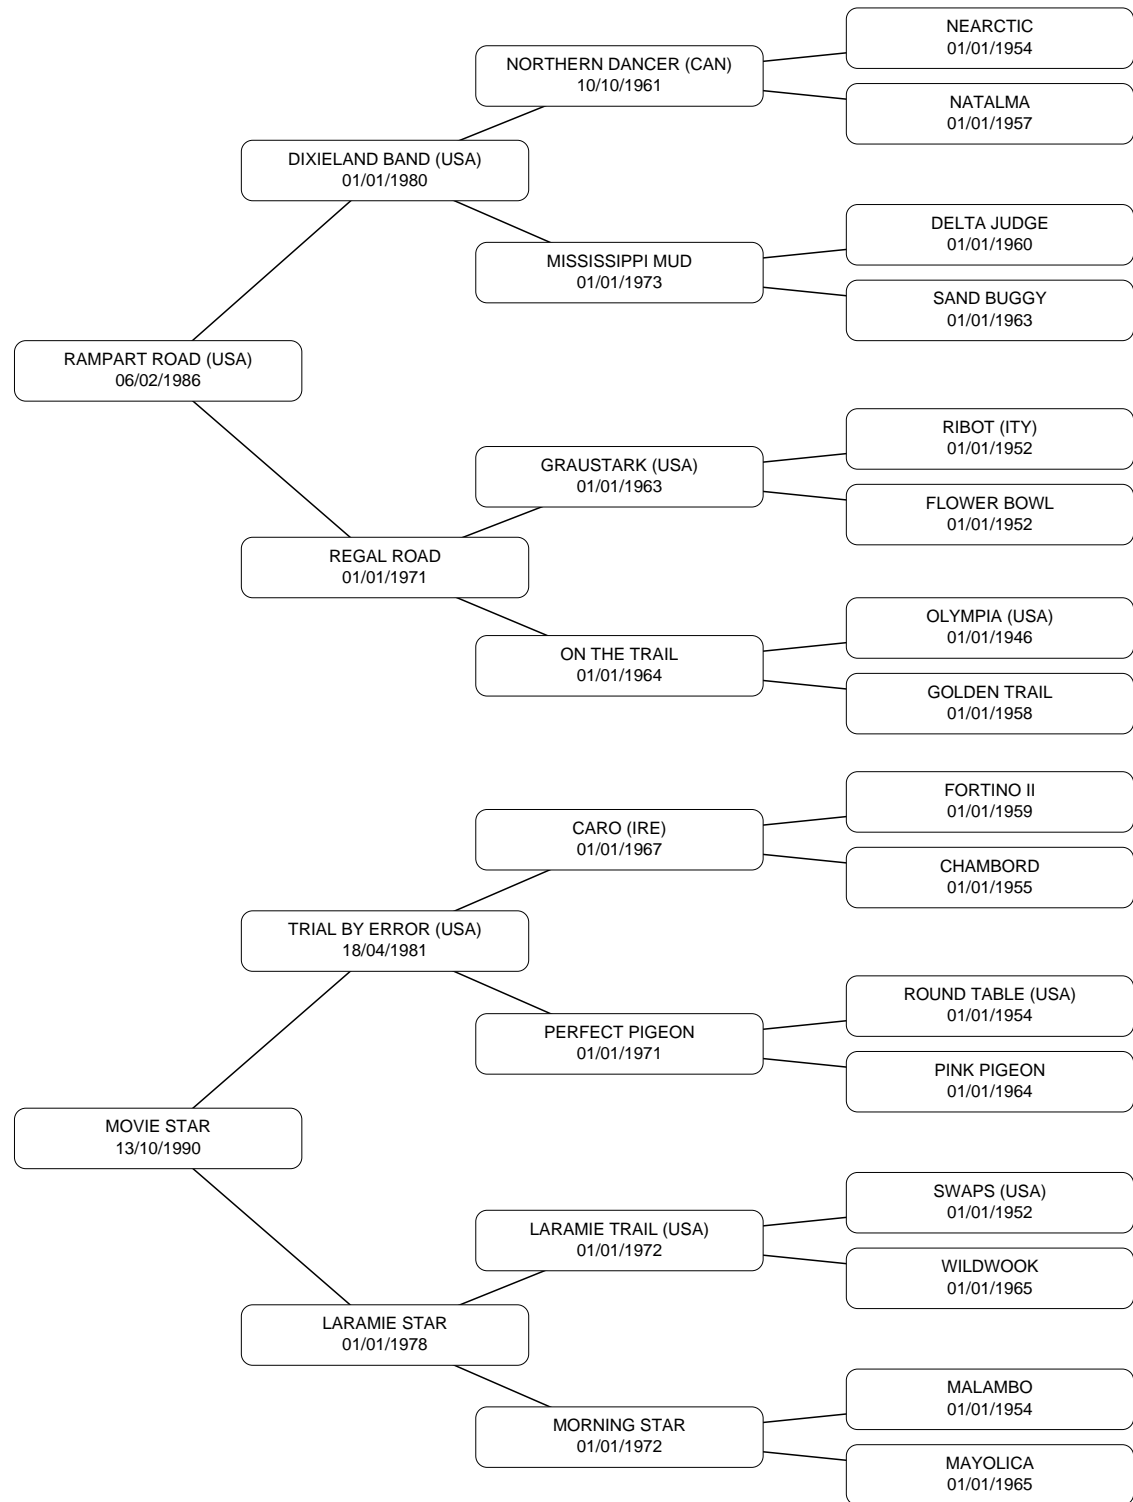 NEARCTIC
01/01/1954
NORTHERN DANCER (CAN)
10/10/1961
NATALMA
01/01/1957
DIXIELAND BAND (USA)
01/01/1980
DELTA JUDGE
01/01/1960
MISSISSIPPI MUD
01/01/1973
SAND BUGGY
01/01/1963
RAMPART ROAD (USA)
06/02/1986
RIBOT (ITY)
01/01/1952
GRAUSTARK (USA)
01/01/1963
FLOWER BOWL
01/01/1952
REGAL ROAD
01/01/1971
OLYMPIA (USA)
01/01/1946
ON THE TRAIL
01/01/1964
GOLDEN TRAIL
01/01/1958
FORTINO II
01/01/1959
CARO (IRE)
01/01/1967
CHAMBORD
01/01/1955
TRIAL BY ERROR (USA)
18/04/1981
ROUND TABLE (USA)
01/01/1954
PERFECT PIGEON
01/01/1971
PINK PIGEON
01/01/1964
MOVIE STAR
13/10/1990
SWAPS (USA)
01/01/1952
LARAMIE TRAIL (USA)
01/01/1972
WILDWOOK
01/01/1965
LARAMIE STAR
01/01/1978
MALAMBO
01/01/1954
MORNING STAR
01/01/1972
MAYOLICA
01/01/1965